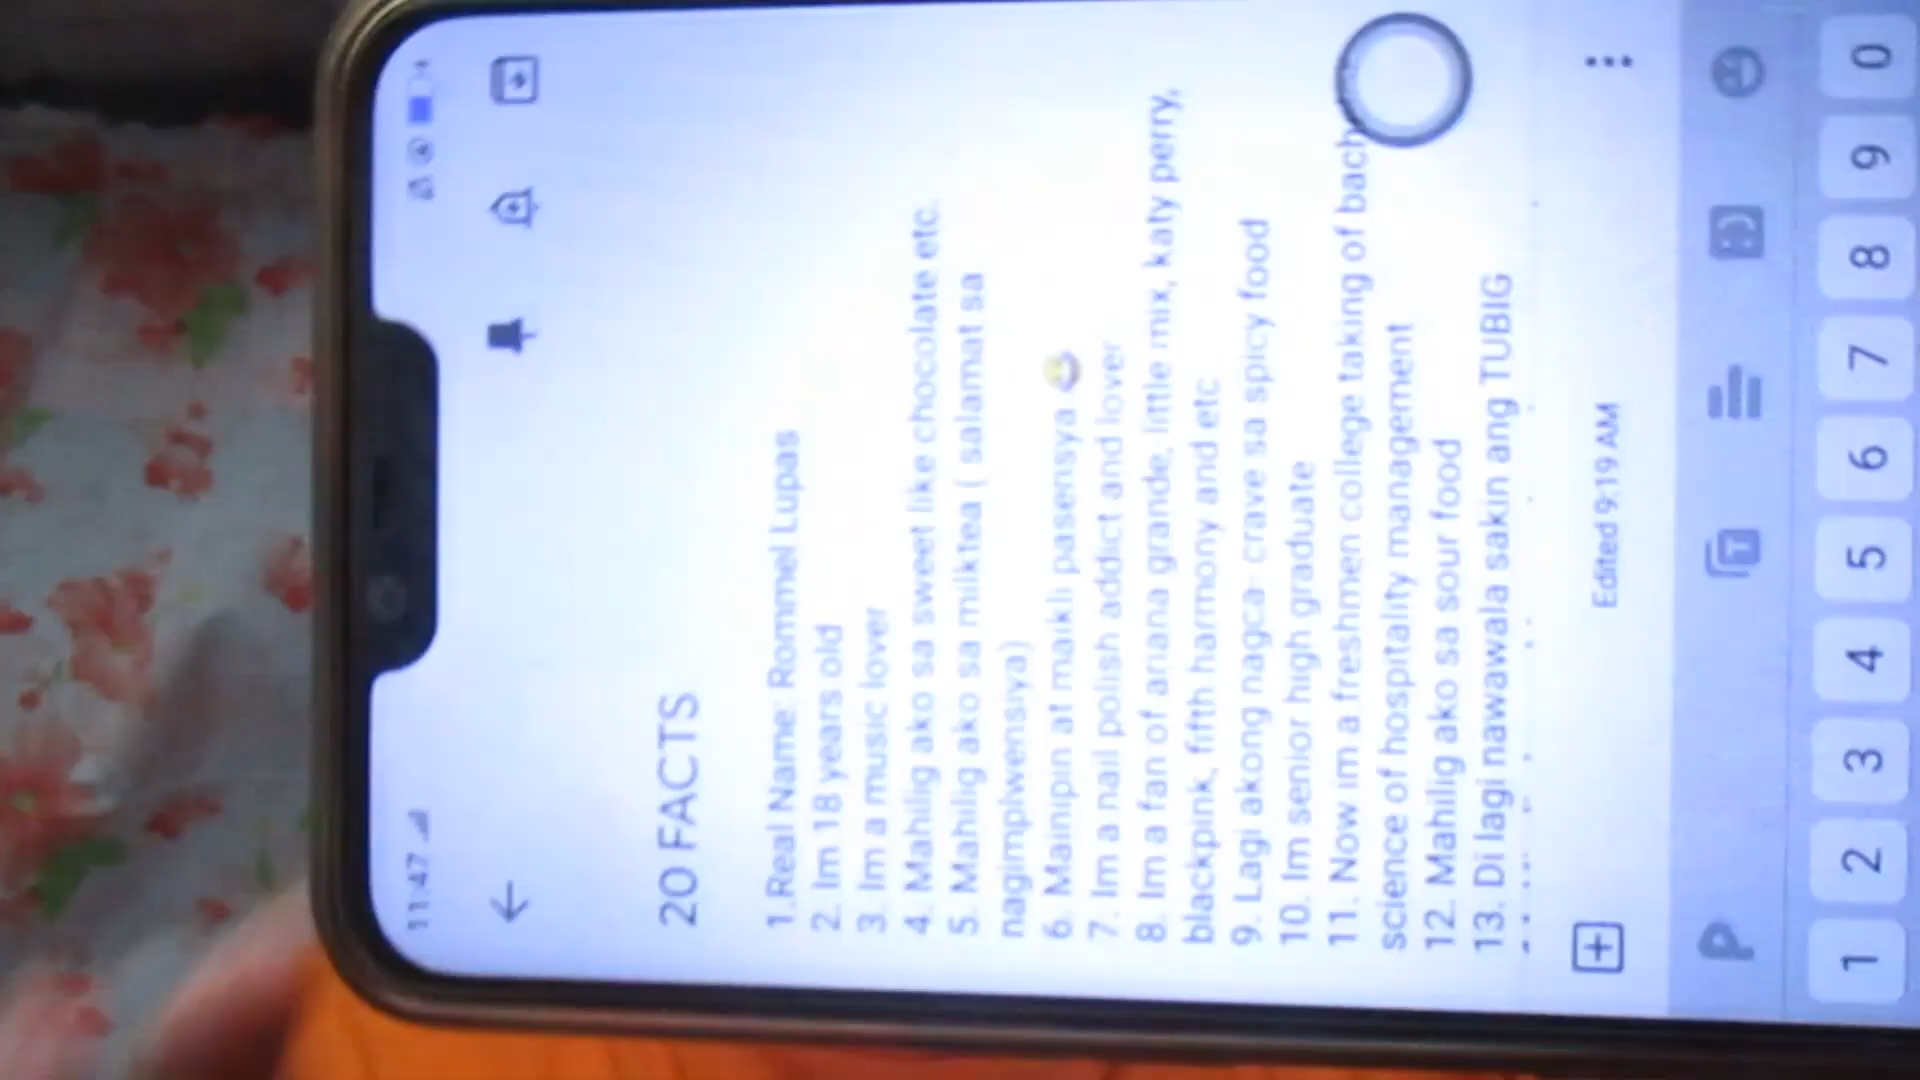 11:47
20 FACTS
1.Real Name: Rommel Lupas
2. Im 18 years old
3. Im a music lover
4. Mahilig ako sa sweet like chocolate etc.
5. Mahilig ako sa milktea ( salamat sa
nagimplwensiya)
6. Mainipin at maikli pasensya 😂
7. Im a nail polish addict and lover
8. Im a fan of ariana grande, little mix, katy perry,
blackpink, fifth harmony and etc
9. Lagi akong nagca- crave sa spicy food
10. Im senior high graduate
11. Now im a freshmen college taking of bach
science of hospitality management
12. Mahilig ako sa sour food
13. Di lagi nawawala sakin ang TUBIG
Edited 9:19 AM
1 2 3 4 5 6 7 8 9 0